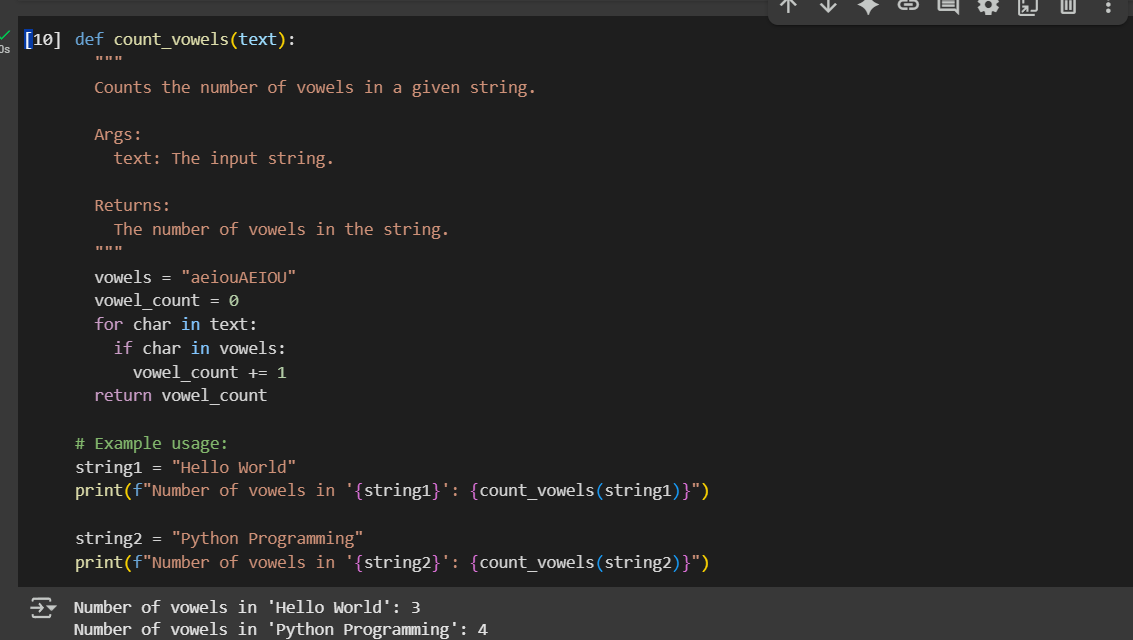 [10] def count_vowels(text):
0s
"""
Counts the number of vowels in a given string.
Args:
text: The input string.
Returns:
The number of vowels in the string.
"""
vowels = "aeiouAEIOU"
vowel_count = 0
for char in text:
if char in vowels:
vowel_count += 1
return vowel_count
# Example usage:
string1 = "Hello World"
print(f"Number of vowels in '{string1}': {count_vowels(string1)}")
string2 = "Python Programming"
print(f"Number of vowels in '{string2}': {count_vowels(string2)}")
Number of vowels in 'Hello World': 3
Number of vowels in 'Python Programming': 4